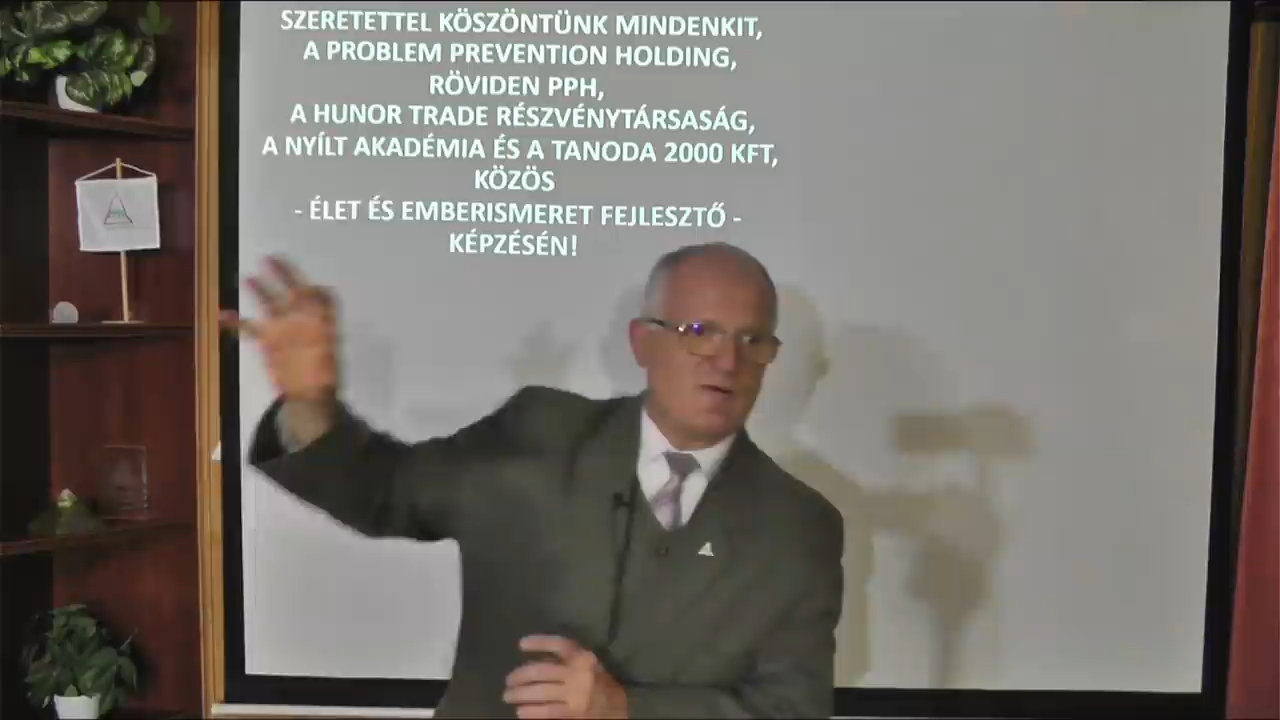 SZERETETTEL KÖSZÖNTÜNK MINDENKIT,
A PROBLEM PREVENTION HOLDING,
RÖVIDEN PPH,
A HUNOR TRADE RÉSZVÉNYTÁRSASÁG,
A NYÍLT AKADÉMIA ÉS A TANODA 2000 KFT,
KÖZÖS
- ÉLET ÉS EMBERISMERET FEJLESZTŐ -
KÉPZÉSÉN!